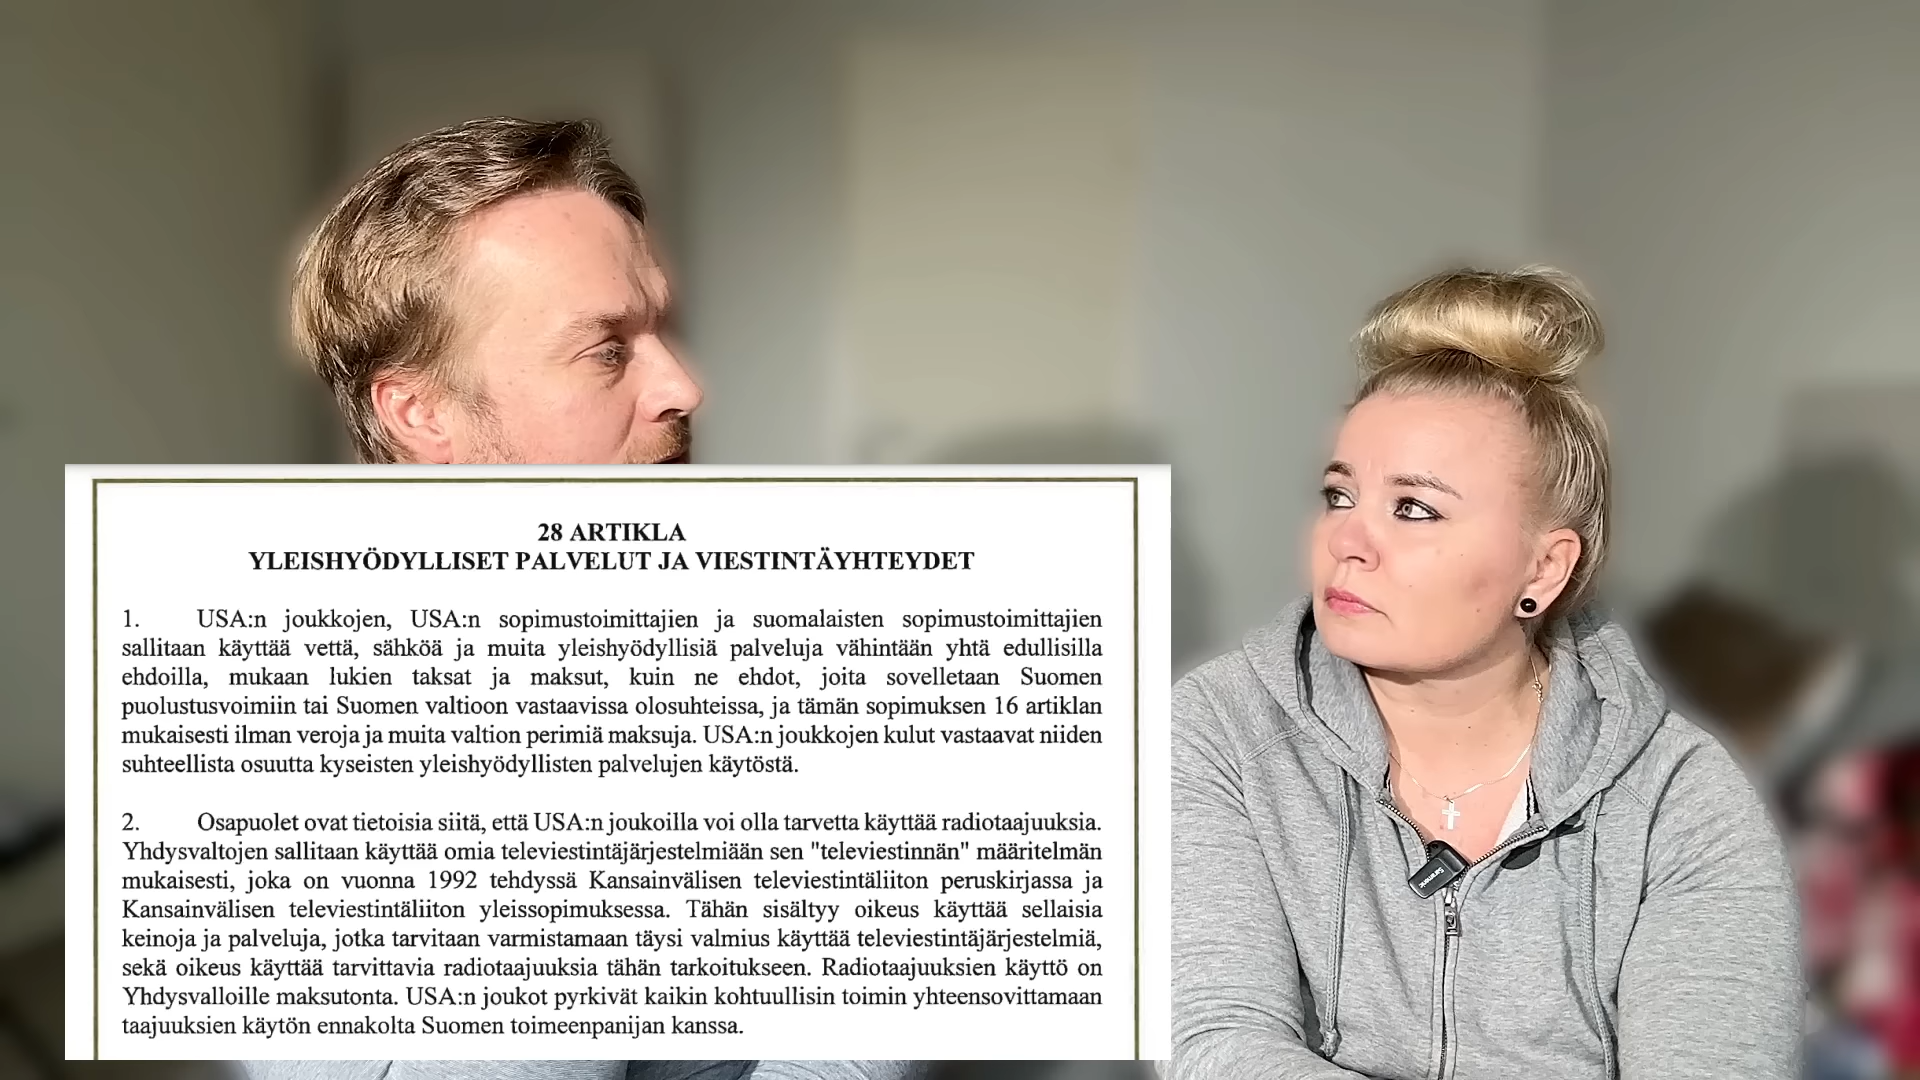 28 ARTIKLA
YLEISHYÖDYLLISET PALVELUT JA VIESTINTÄYHTEYDET
1. USA:n joukkojen, USA:n sopimustoimittajien ja suomalaisten sopimustoimittajien
sallitaan käyttää vettä, sähköä ja muita yleishyödyllisiä palveluja vähintään yhtä edullisilla
ehdoilla, mukaan lukien taksat ja maksut, kuin ne ehdot, joita sovelletaan Suomen
puolustusvoimiin tai Suomen valtioon vastaavissa olosuhteissa, ja tämän sopimuksen 16 artiklan
mukaisesti ilman veroja ja muita valtion perimiä maksuja. USA:n joukkojen kulut vastaavat niiden
suhteellista osuutta kyseisten yleishyödyllisten palvelujen käytöstä.
2. Osapuolet ovat tietoisia siitä, että USA:n joukoilla voi olla tarvetta käyttää radiotaajuuksia.
Yhdysvaltojen sallitaan käyttää omia televiestintäjärjestelmiään sen "televiestinnän" määritelmän
mukaisesti, joka on vuonna 1992 tehdyssä Kansainvälisen televiestintäliiton peruskirjassa ja
Kansainvälisen televiestintäliiton yleissopimuksessa. Tähän sisältyy oikeus käyttää sellaisia
keinoja ja palveluja, jotka tarvitaan varmistamaan täysi valmius käyttää televiestintäjärjestelmiä,
sekä oikeus käyttää tarvittavia radiotaajuuksia tähän tarkoitukseen. Radiotaajuuksien käyttö on
Yhdysvalloille maksutonta. USA:n joukot pyrkivät kaikin kohtuullisin toimin yhteensovittamaan
taajuuksien käytön ennakolta Suomen toimeenpanijan kanssa.
Saramonic